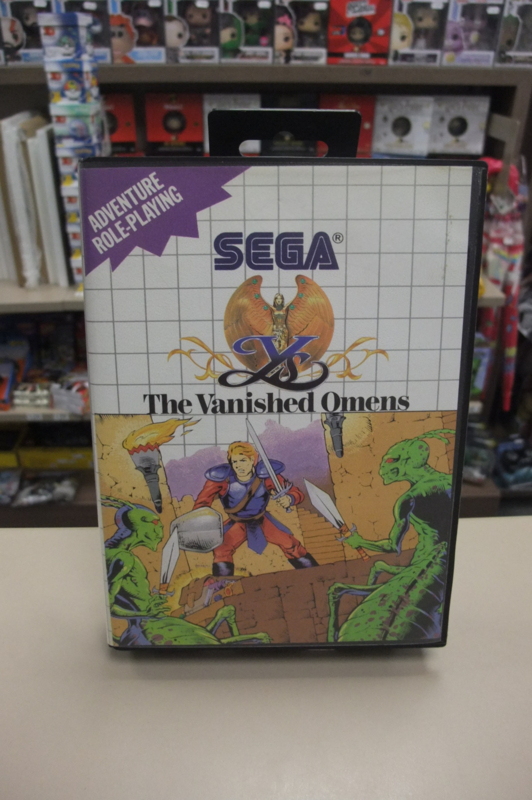 ADVENTURE
ROLE-PLAYING
SEGA®
Ys
The Vanished Omens